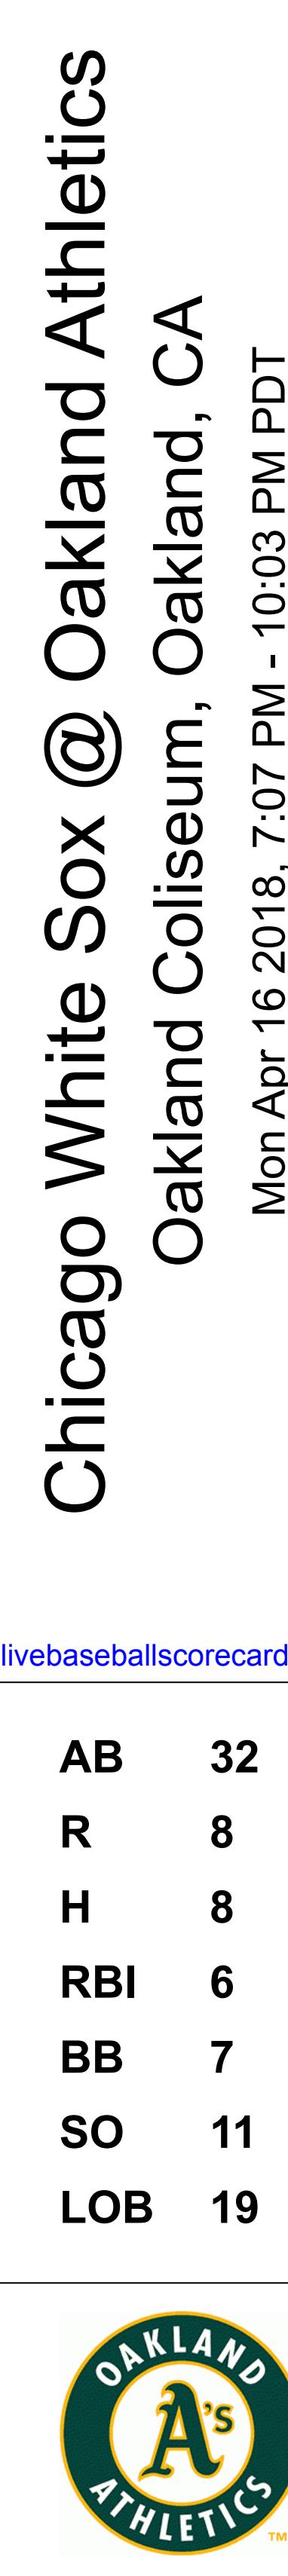 Chicago White Sox @ Oakland Athletics
Oakland Coliseum, Oakland, CA
Mon Apr 16 2018, 7:07 PM - 10:03 PM PDT
livebaseballscorecard
AB 32
R 8
H 8
RBI 6
BB 7
SO 11
LOB 19
OAKLAND
A's
ATHLETICS
TM